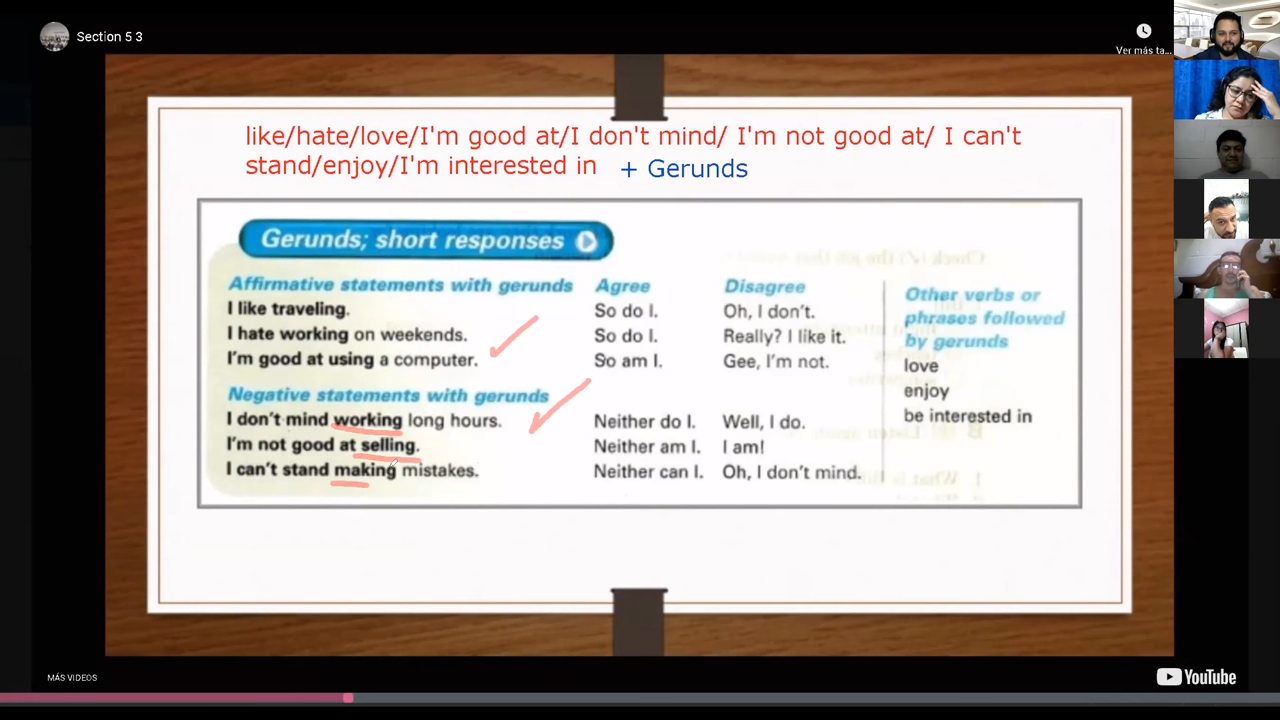 Section 5 3
Ver más ta...
like/hate/love/I'm good at/I don't mind/ I'm not good at/ I can't
stand/enjoy/I'm interested in + Gerunds
Gerunds; short responses
Affirmative statements with gerunds Agree Disagree
I like traveling. So do I. Oh, I don't.
I hate working on weekends. So do I. Really? I like it.
I'm good at using a computer. So am I. Gee, I'm not.
Negative statements with gerunds
I don't mind working long hours. Neither do I. Well, I do.
I'm not good at selling. Neither am I. I am!
I can't stand making mistakes. Neither can I. Oh, I don't mind.
Other verbs or
phrases followed
by gerunds
love
enjoy
be interested in
MÁS VIDEOS
YouTube